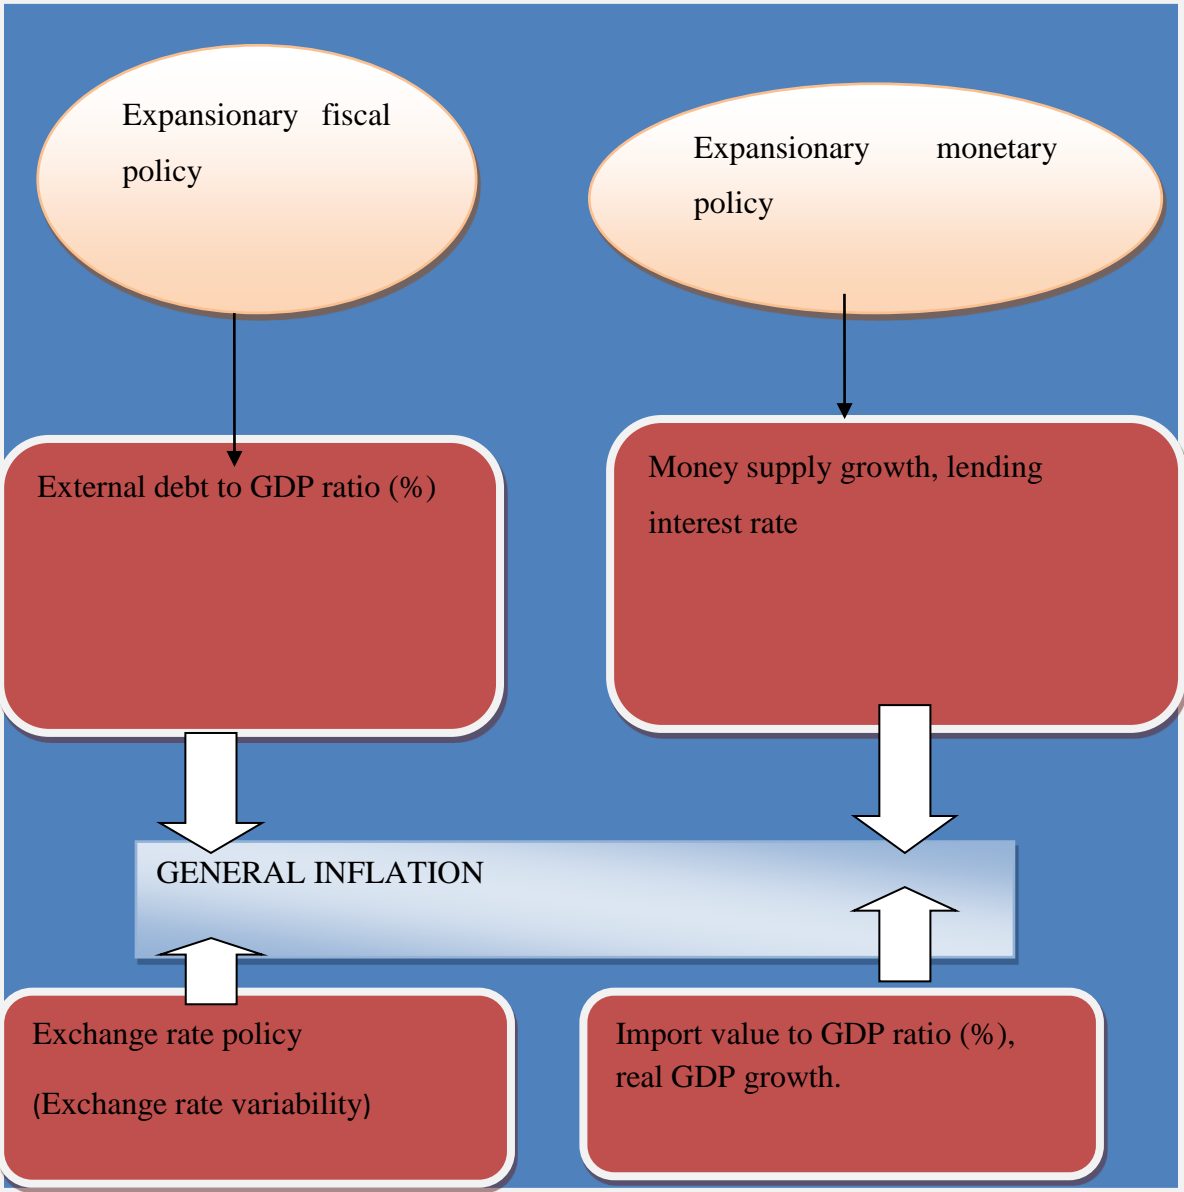 Expansionary fiscal
policy
Expansionary monetary
policy
External debt to GDP ratio (%)
Money supply growth, lending
interest rate
GENERAL INFLATION
Exchange rate policy
(Exchange rate variability)
Import value to GDP ratio (%),
real GDP growth.